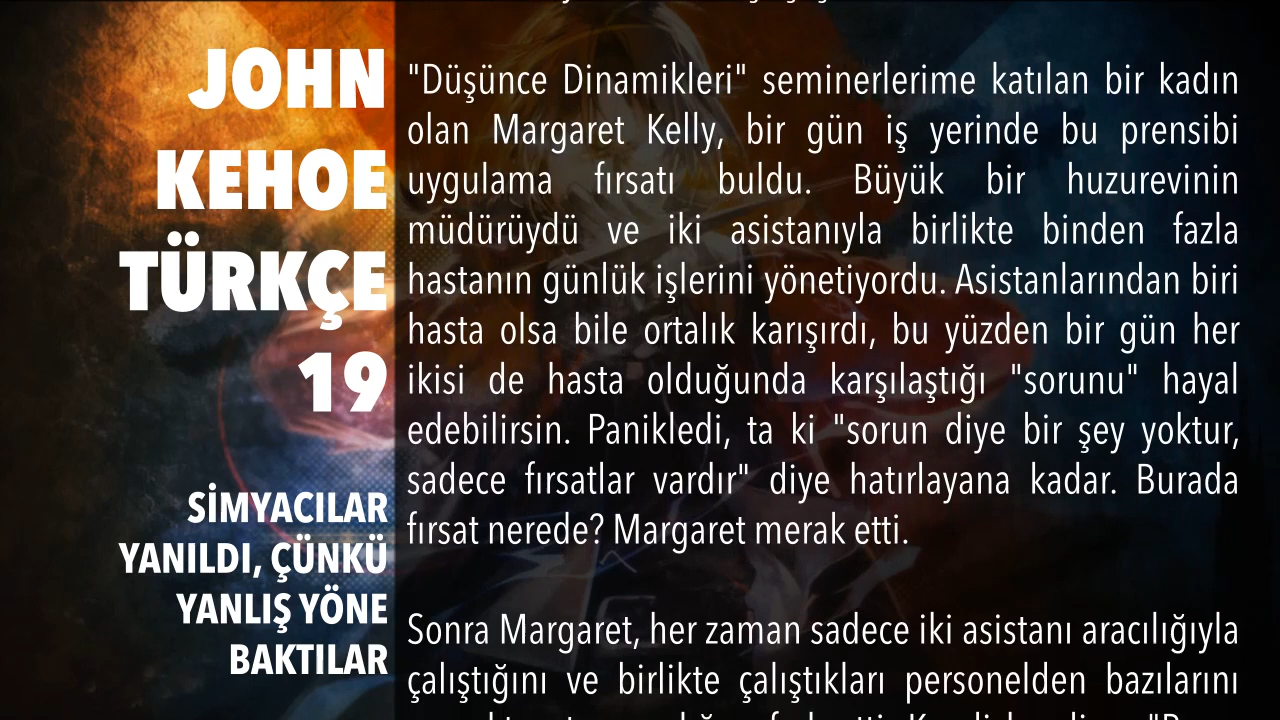 JOHN
KEHOE
TÜRKÇE
19
SİMYACILAR
YANILDI, ÇÜNKÜ
YANLIŞ YÖNE
BAKTILAR
"Düşünce Dinamikleri" seminerlerime katılan bir kadın
olan Margaret Kelly, bir gün iş yerinde bu prensibi
uygulama fırsatı buldu. Büyük bir huzurevinin
müdürüydü ve iki asistanıyla birlikte binden fazla
hastanın günlük işlerini yönetiyordu. Asistanlarından biri
hasta olsa bile ortalık karışırdı, bu yüzden bir gün her
ikisi de hasta olduğunda karşılaştığı "sorunu" hayal
edebilirsin. Panikledi, ta ki "sorun diye bir şey yoktur,
sadece fırsatlar vardır" diye hatırlayana kadar. Burada
fırsat nerede? Margaret merak etti.
Sonra Margaret, her zaman sadece iki asistanı aracılığıyla
çalıştığını ve birlikte çalıştıkları personelden bazılarını